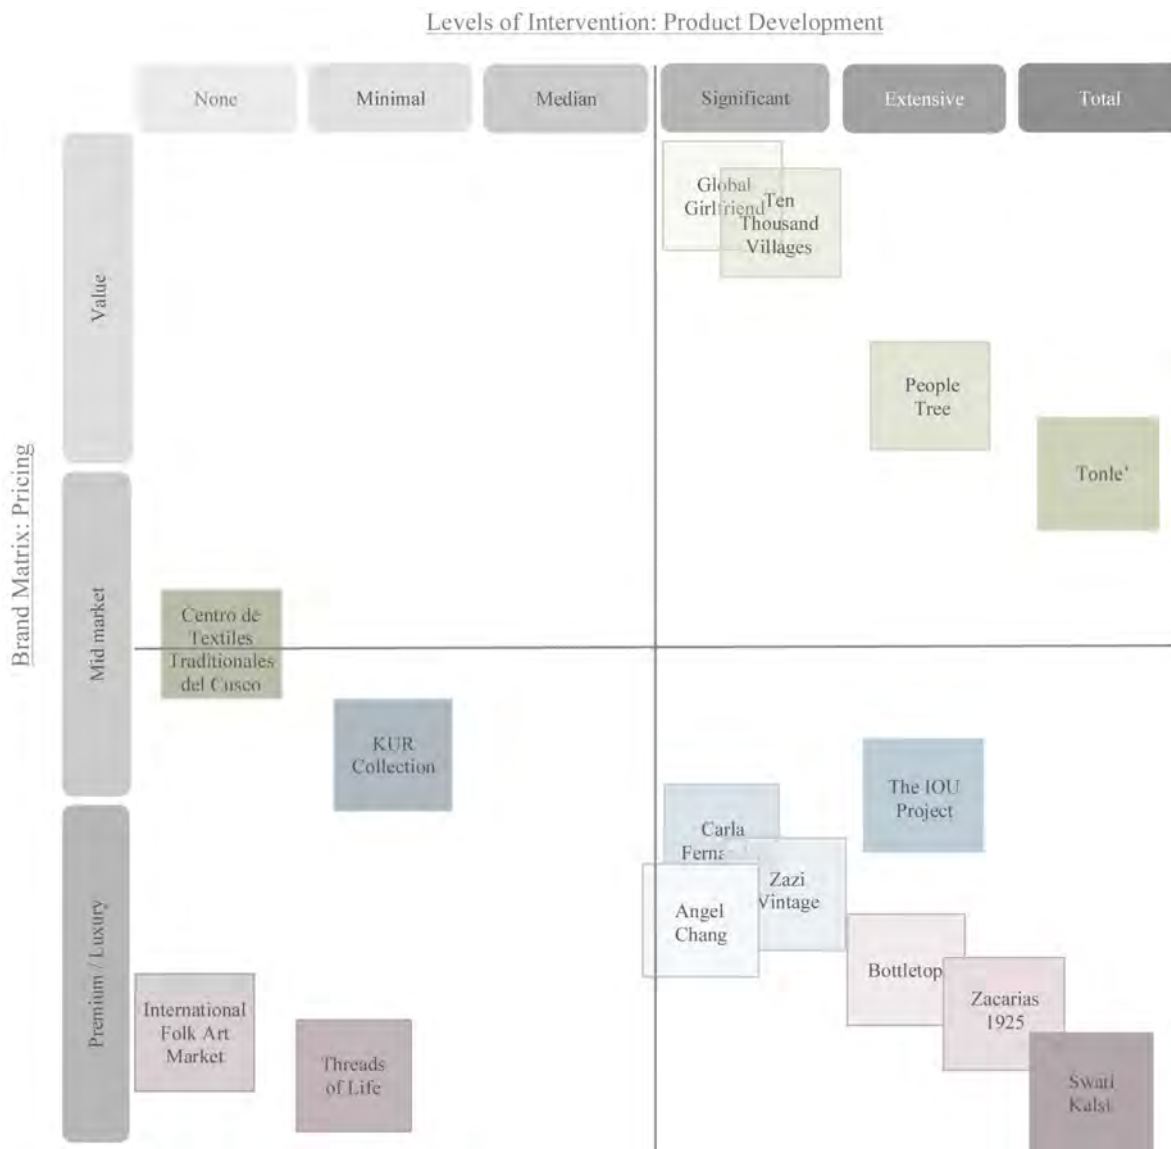 Levels of Intervention: Product Development
None
Minimal
Median
Significant
Extensive
Total
Brand Matrix: Pricing
Value
Mid market
Premium / Luxury
Global
Girlfriend
Ten
Thousand
Villages
People
Tree
Tonle'
Centro de
Textiles
Traditionales
del Cusco
KUR
Collection
The IOU
Project
Carla
Zazi
Vintage
Angel
Chang
Bottletop
Zacarias
1925
International
Folk Art
Market
Threads
of Life
Swati
Kalsi